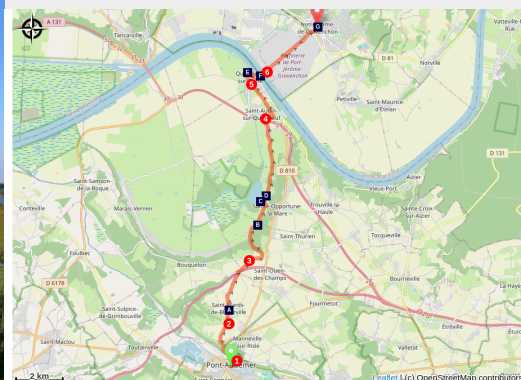 A 131
Tancarville
Notre-Dame
G
de-Gravenchon
Vatteville-la-
Rue
Raffinerie
de Port-
Jérôme-
Gravenchon
D 81
Norville
E
F
6
5
Petiville
Saint-Maurice-
d'Ételan
Saint-Aubin-
sur-Quillebeuf
4
D 131
Saint-Samson-
de-la-Roque
D 810
Aizier
Vieux-Port
D
C
Conteville
Marais-Vernier
Opportune
la Mare
Trouville-la-
Haule
Sainte-Croix-
sur-Aizier
B
Saint-Thurien
Tocqueville
Foulbec
Bouquelon
3
Saint-Ouen-
des-Champs
D 6178
Bourneville
La Haye
A
Fourmetot
Saint-Sulpice-
de-Grimbouville
2
Étréville
Manneville-
sur-Risle
Saint-Maclou
Toutainville
Valletot
1
Pont-Audemer
2 km
Leaflet | (c) OpenStreetMap contributors